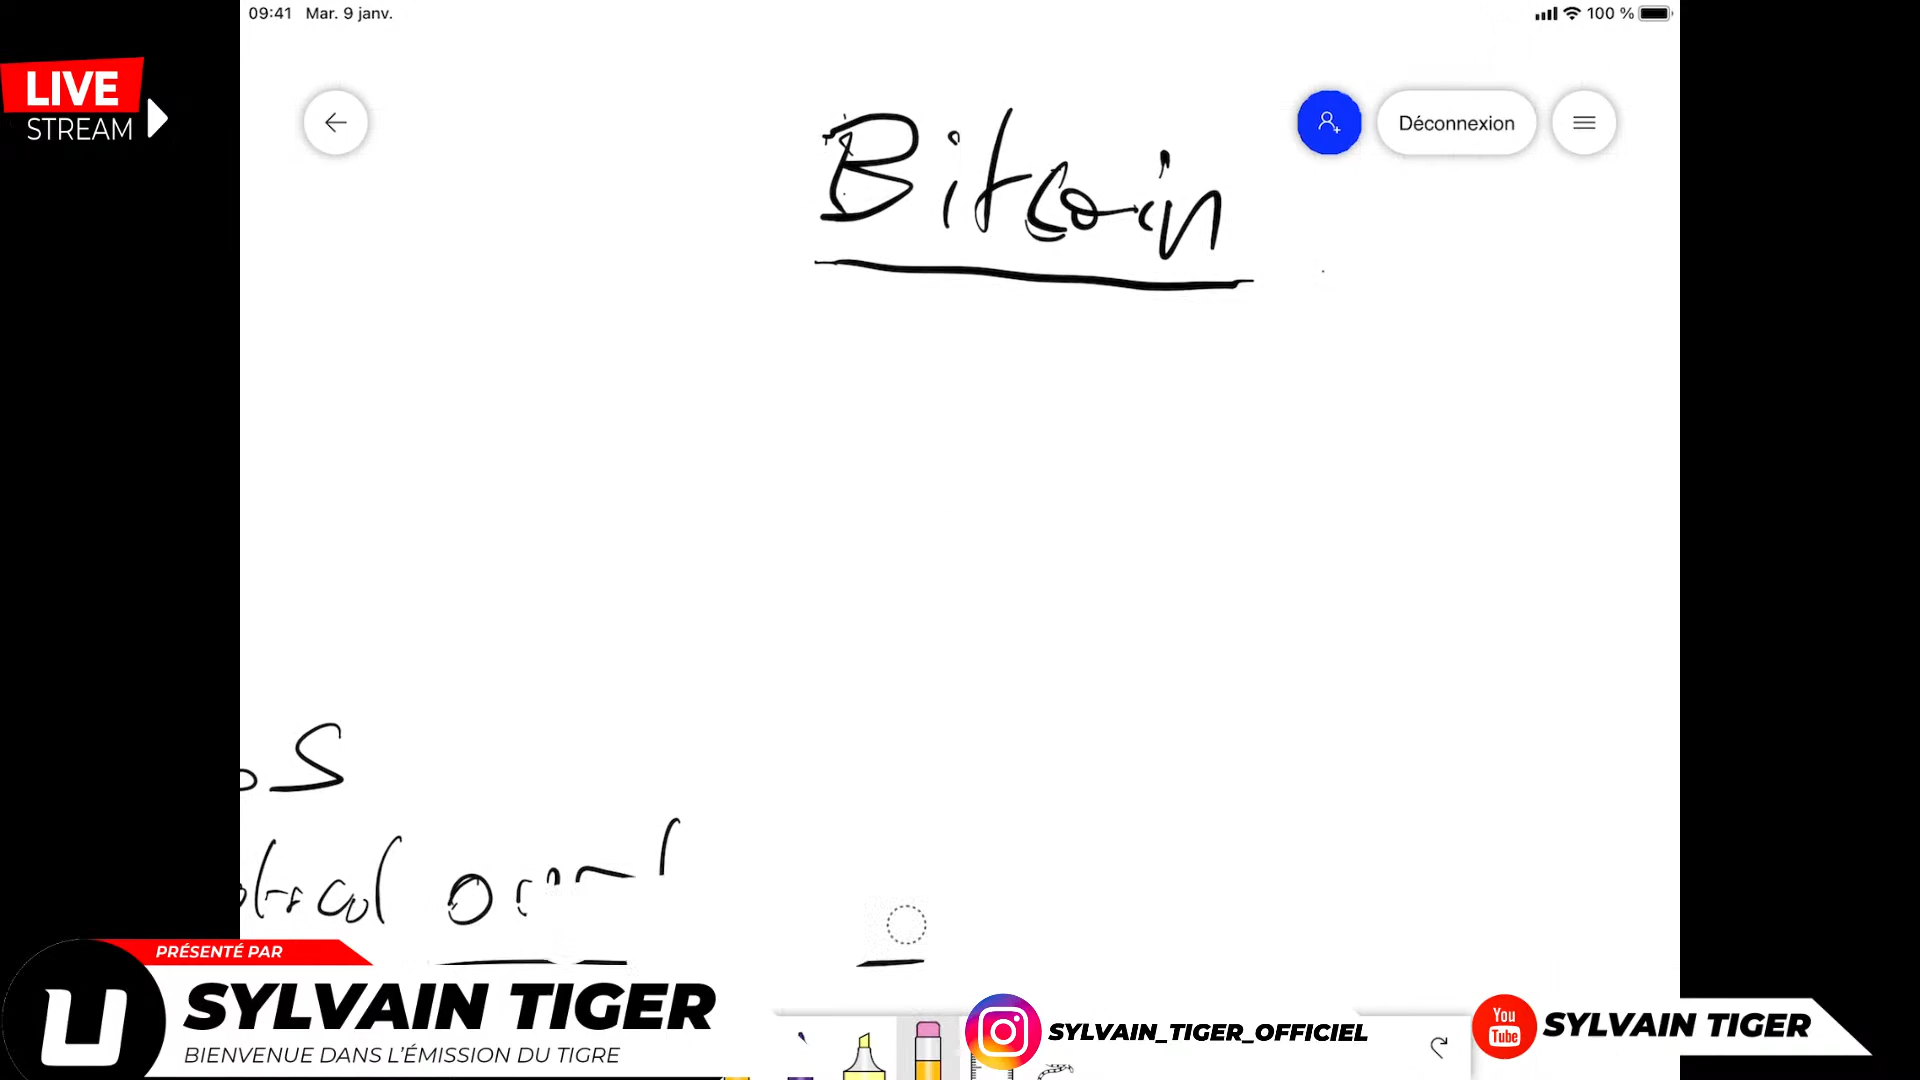 09:41 Mar. 9 janv. 100 %
LIVE
STREAM
Bitcoin
Déconnexion
PRÉSENTÉ PAR
SYLVAIN TIGER
BIENVENUE DANS L'ÉMISSION DU TIGRE
SYLVAIN_TIGER_OFFICIEL
You
Tube
SYLVAIN TIGER